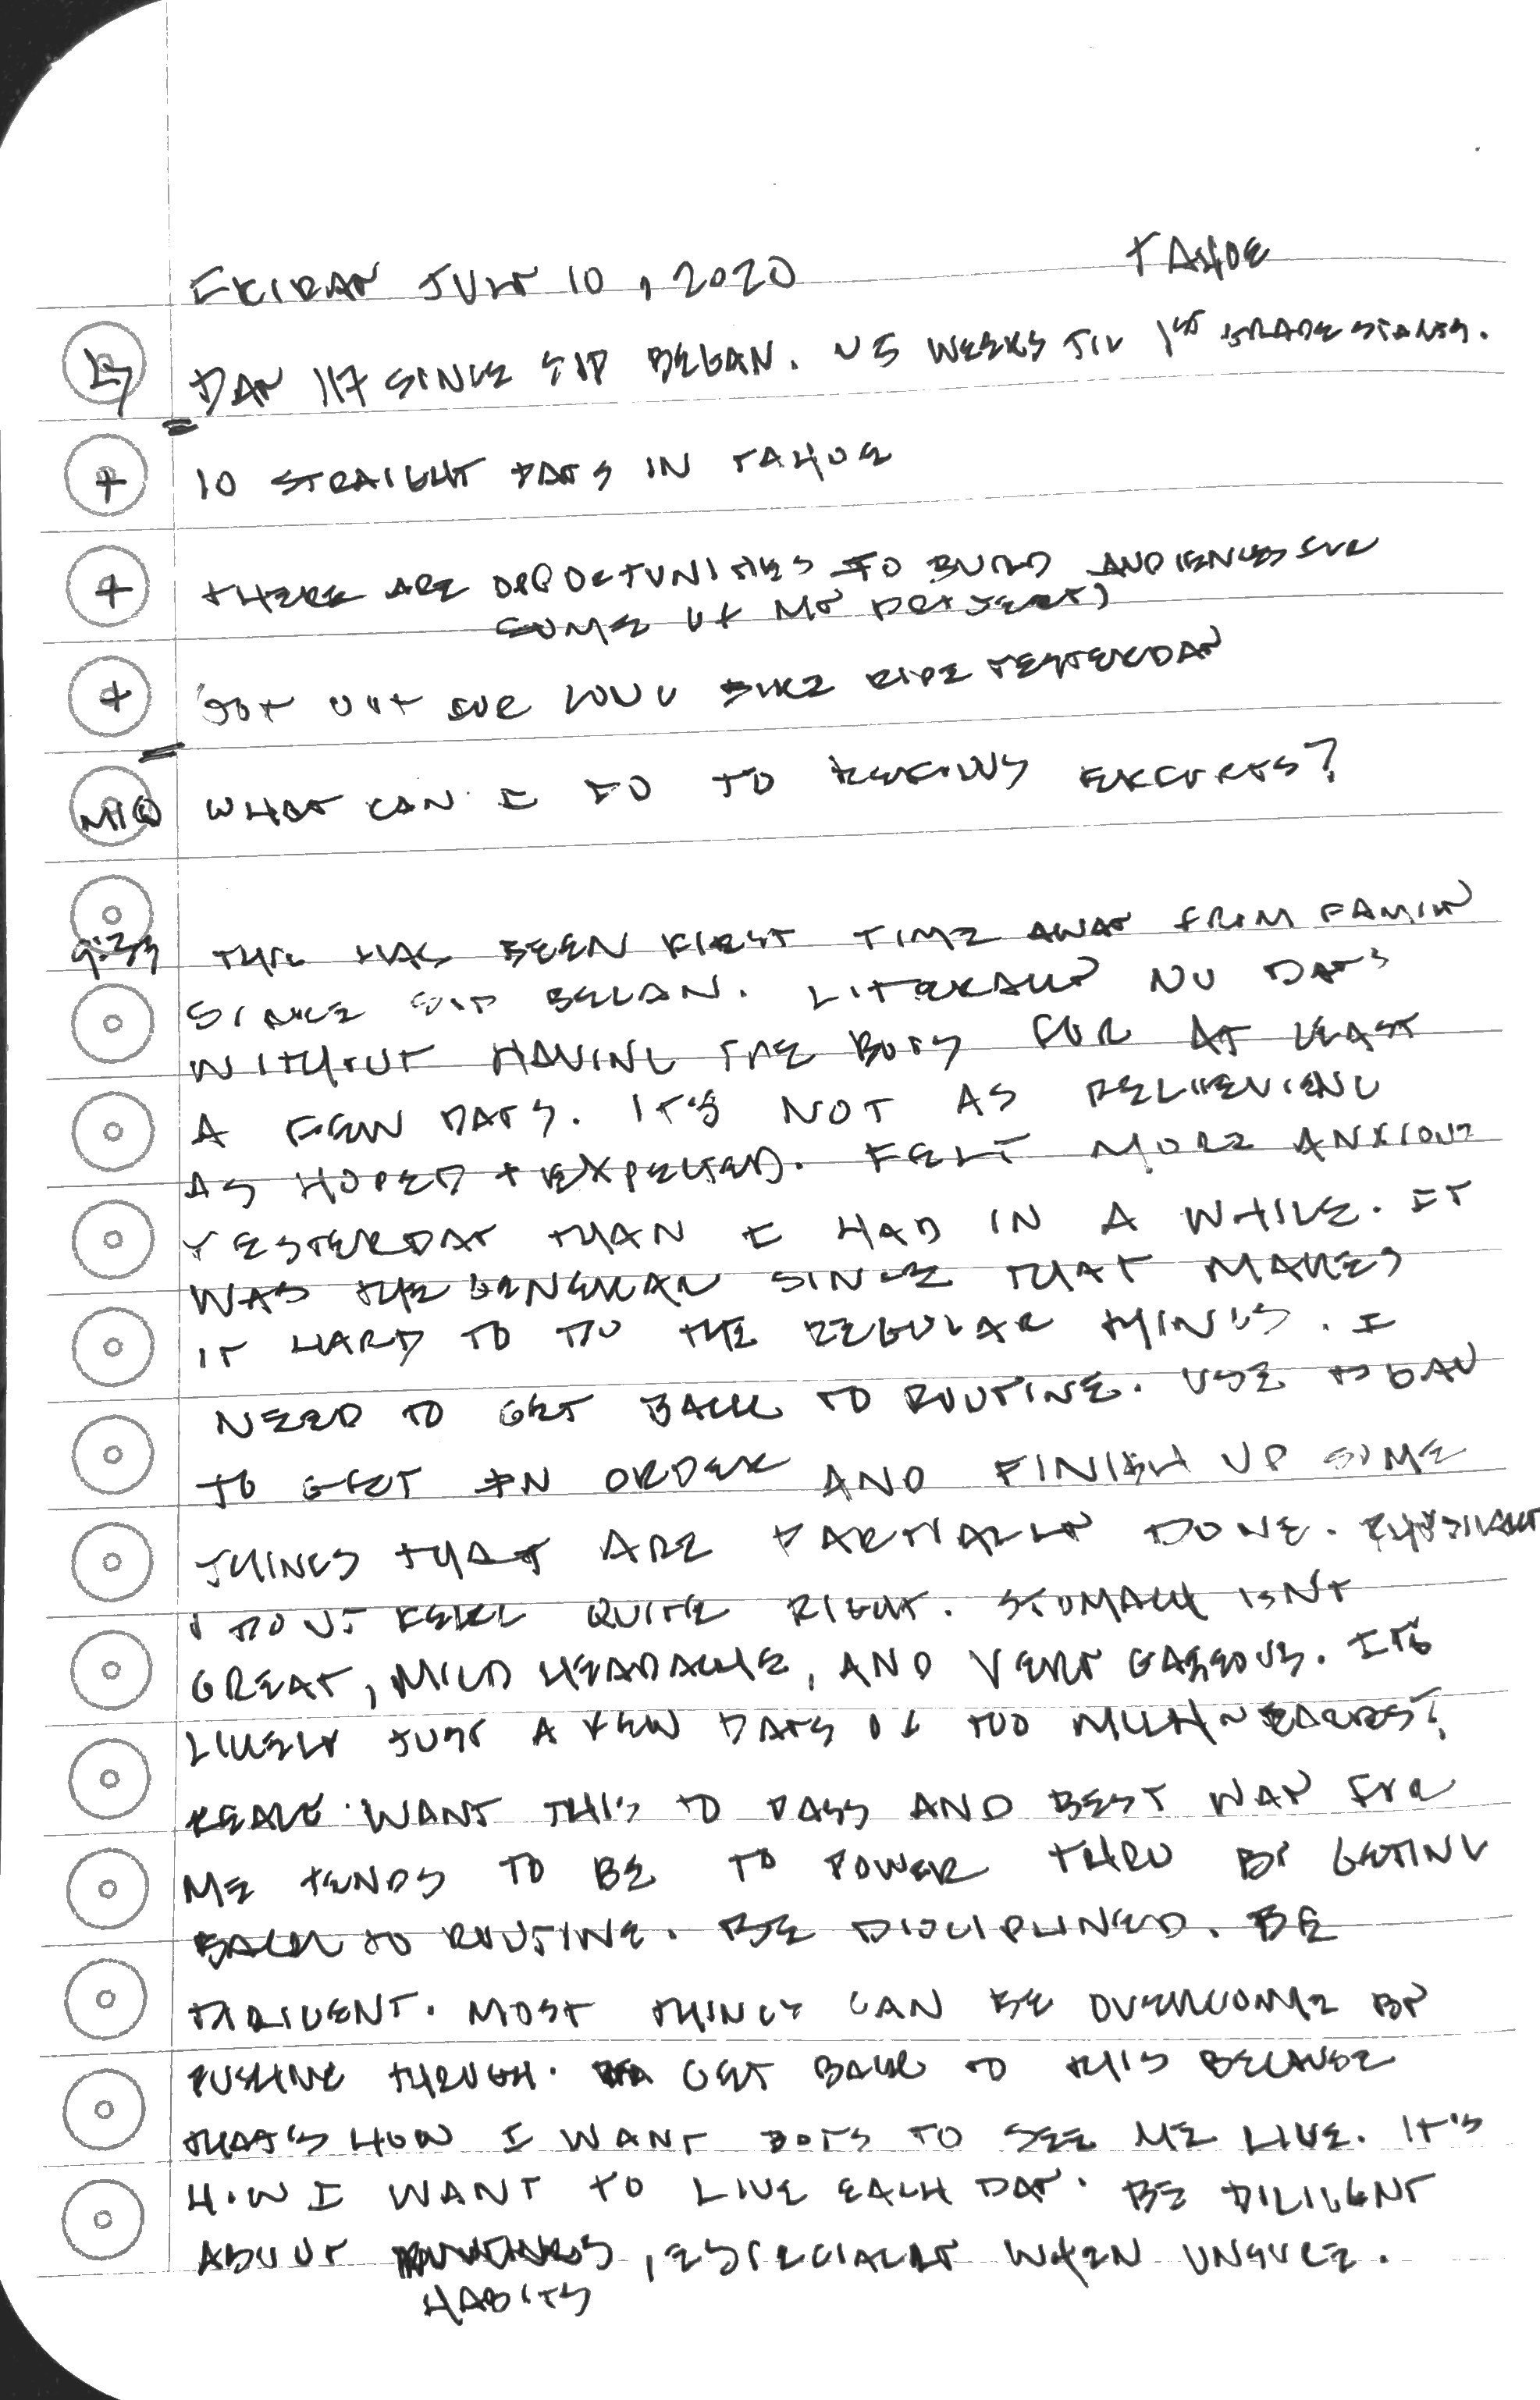 FRIDAY JULY 10, 2020 TAHOE
DAY 117 SINCE SIP BEGAN. 5 WEEKS TIL 1ST GRADE STARTS.
+ 10 STRAIGHT DAYS IN TAHOE
+ THERE ARE OPPORTUNITIES TO BUILD AUDIENCES FOR
SOME OF MY PROJECTS
+ GOT OUT FOR LONG BIKE RIDE YESTERDAY
MIQ WHAT CAN I DO TO EFFORTS?
9:33 THIS HAS BEEN FIRST TIME AWAY FROM FAMILY
SINCE SIP BEGAN. LITERALLY NO DAYS
WITHOUT HAVING THE BOYS FOR AT LEAST
A FEW DAYS. IT'S NOT AS RELIEVING
AS HOPED + EXPECTED. FELT MORE ANXIOUS
YESTERDAY THAN I HAD IN A WHILE. IT
WAS THE GENERAL SINCE THAT MAKES
IT HARD TO DO THE REGULAR THINGS. I
NEED TO GET BACK TO ROUTINE. USE TODAY
TO GET IN ORDER AND FINISH UP SOME
THINGS THAT ARE PARTIALLY DONE. PHYSICALLY
I DON'T FEEL QUITE RIGHT. STOMACH ISN'T
GREAT, MILD HEADACHE, AND VERY GASEOUS. IT'S
LIKELY JUST A FEW DAYS OF TOO MUCH
REALLY WANT THIS TO PASS AND BEST WAY FOR
ME TENDS TO BE TO POWER THRU BY GETTING
BACK TO ROUTINE. BE DISCIPLINED. BE
DILIGENT. MOST THINGS CAN BE OVERCOME BY
PUSHING THROUGH. GET BACK TO THIS BECAUSE
THAT'S HOW I WANT BOYS TO SEE ME LIVE. IT'S
HOW I WANT TO LIVE EACH DAY. BE DILIGENT
ABOUT HABITS, ESPECIALLY WHEN UNSURE.